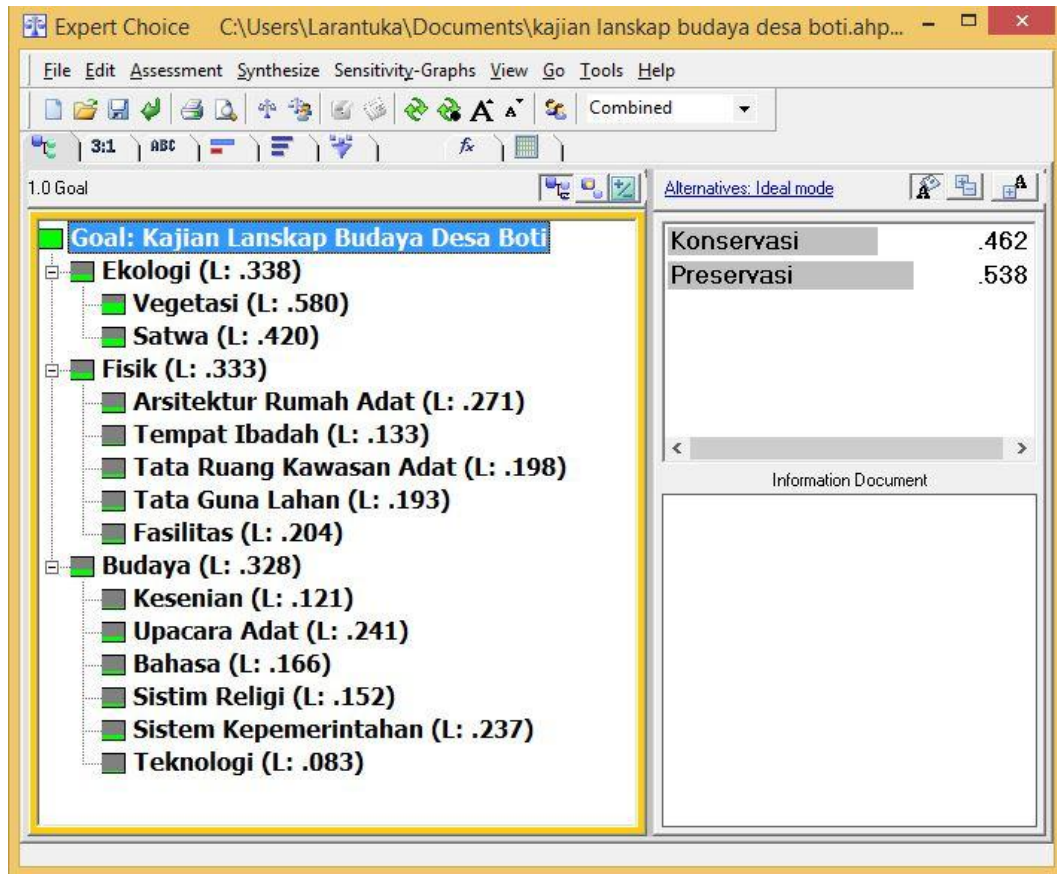 Expert Choice C:\Users\Larantuka\Documents\kajian lanskap budaya desa boti.ahp...
File Edit Assessment Synthesize Sensitivity-Graphs View Go Tools Help
Combined
3:1 ABC fx
1.0 Goal
Alternatives: Ideal mode
Goal: Kajian Lanskap Budaya Desa Boti
Ekologi (L: .338)
Vegetasi (L: .580)
Satwa (L: .420)
Fisik (L: .333)
Arsitektur Rumah Adat (L: .271)
Tempat Ibadah (L: .133)
Tata Ruang Kawasan Adat (L: .198)
Tata Guna Lahan (L: .193)
Fasilitas (L: .204)
Budaya (L: .328)
Kesenian (L: .121)
Upacara Adat (L: .241)
Bahasa (L: .166)
Sistim Religi (L: .152)
Sistem Kepemerintahan (L: .237)
Teknologi (L: .083)
Konservasi .462
Preservasi .538
Information Document